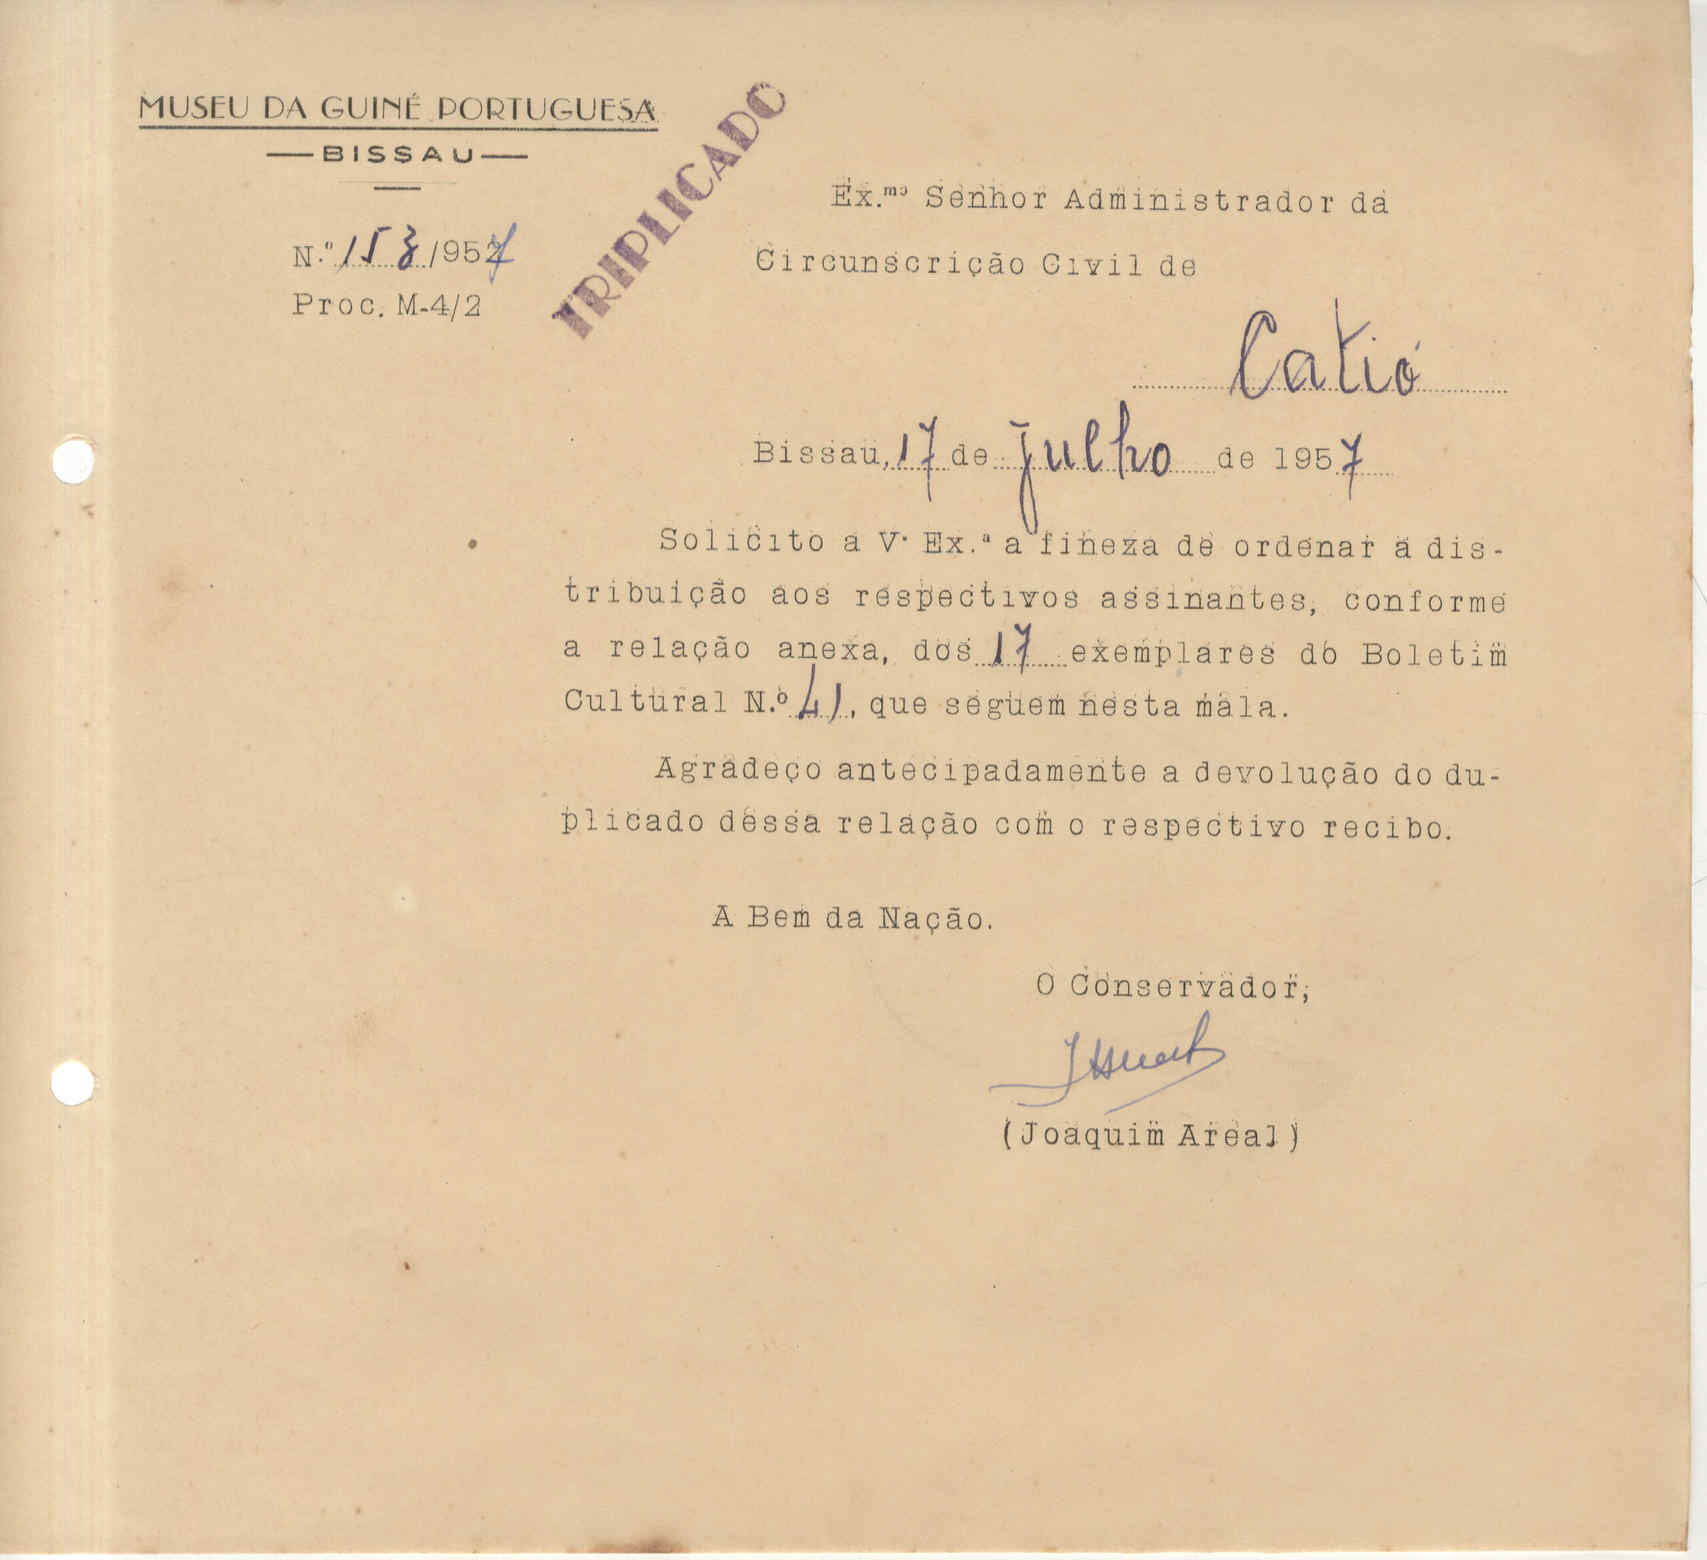 MUSEU DA GUINÉ PORTUGUESA
BISSAU
TRIPLICADO
N.º 153/957
Proc. M-4/2
Ex.mo Senhor Administrador da
Circunscrição Civil de
Catió
Bissau, 17 de Julho de 1957
Solicito a V. Ex.ª a fineza de ordenar a dis-
tribuição aos respectivos assinantes, conforme
a relação anexa, dos 17 exemplares do Boletim
Cultural N.º 41, que seguem nesta mala.
Agradeço antecipadamente a devolução do du-
plicado dessa relação com o respectivo recibo.
A Bem da Nação.
O Conservador,
(Joaquim Areal)